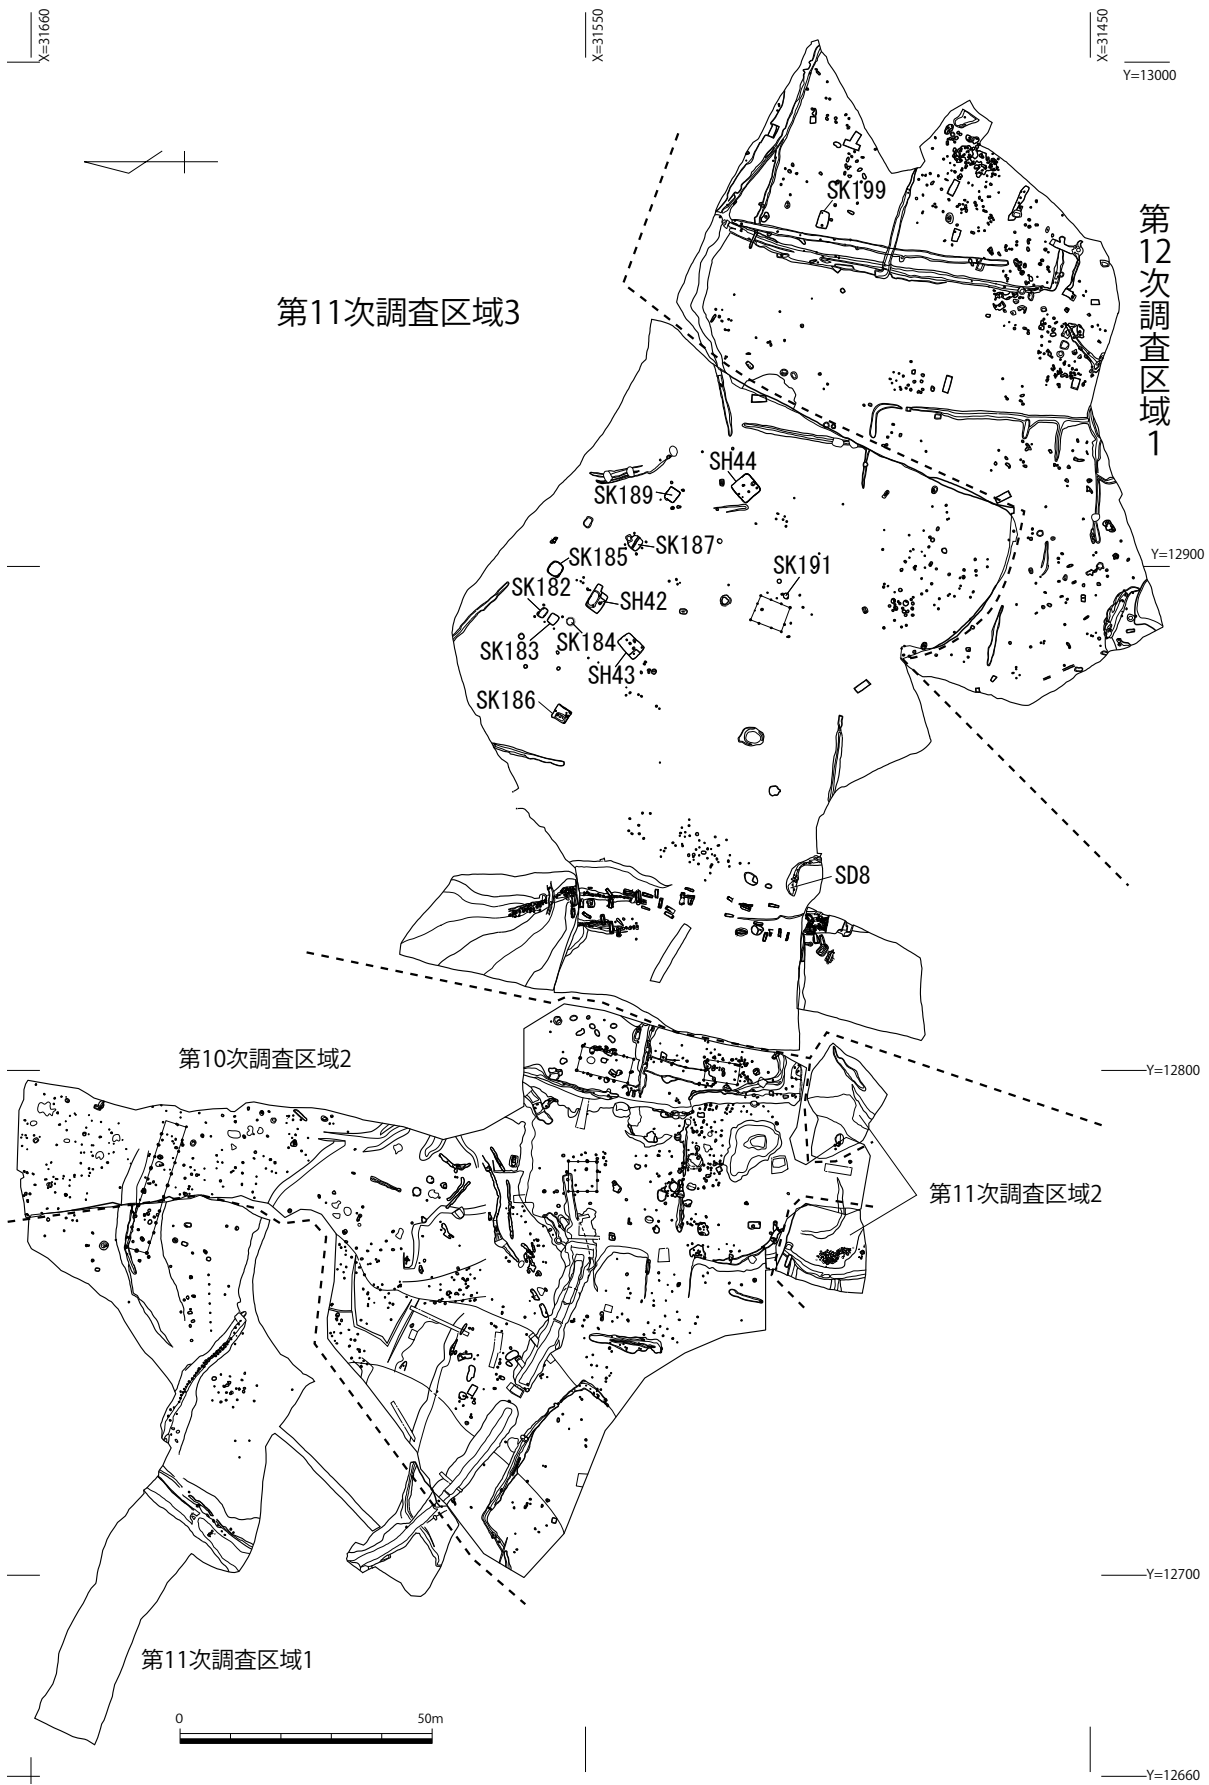 X=31660
X=31550
X=31450
Y=13000
SK199
第12次調査区域1
第11次調査区域3
SH44
SK189
SK187
SK185
SK191
SK182
SH42
SK184
SK183
SH43
SK186
Y=12900
SD8
第10次調査区域2
Y=12800
第11次調査区域2
Y=12700
第11次調査区域1
0
50m
Y=12660